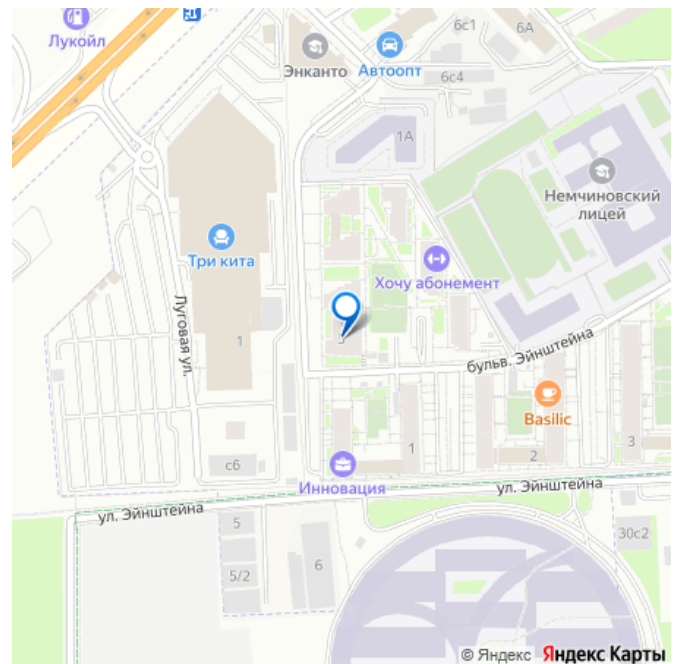 Лукойл
Энканто
Автоопт
6с1
6А
6с4
1А
Немчиновский
лицей
Три кита
Хочу абонемент
Луговая ул.
1
бульв. Эйнштейна
Basilic
1
2
3
с6
Инновация
ул. Эйнштейна
ул. Эйнштейна
5
5/2
6
30с2
© Яндекс Яндекс Карты